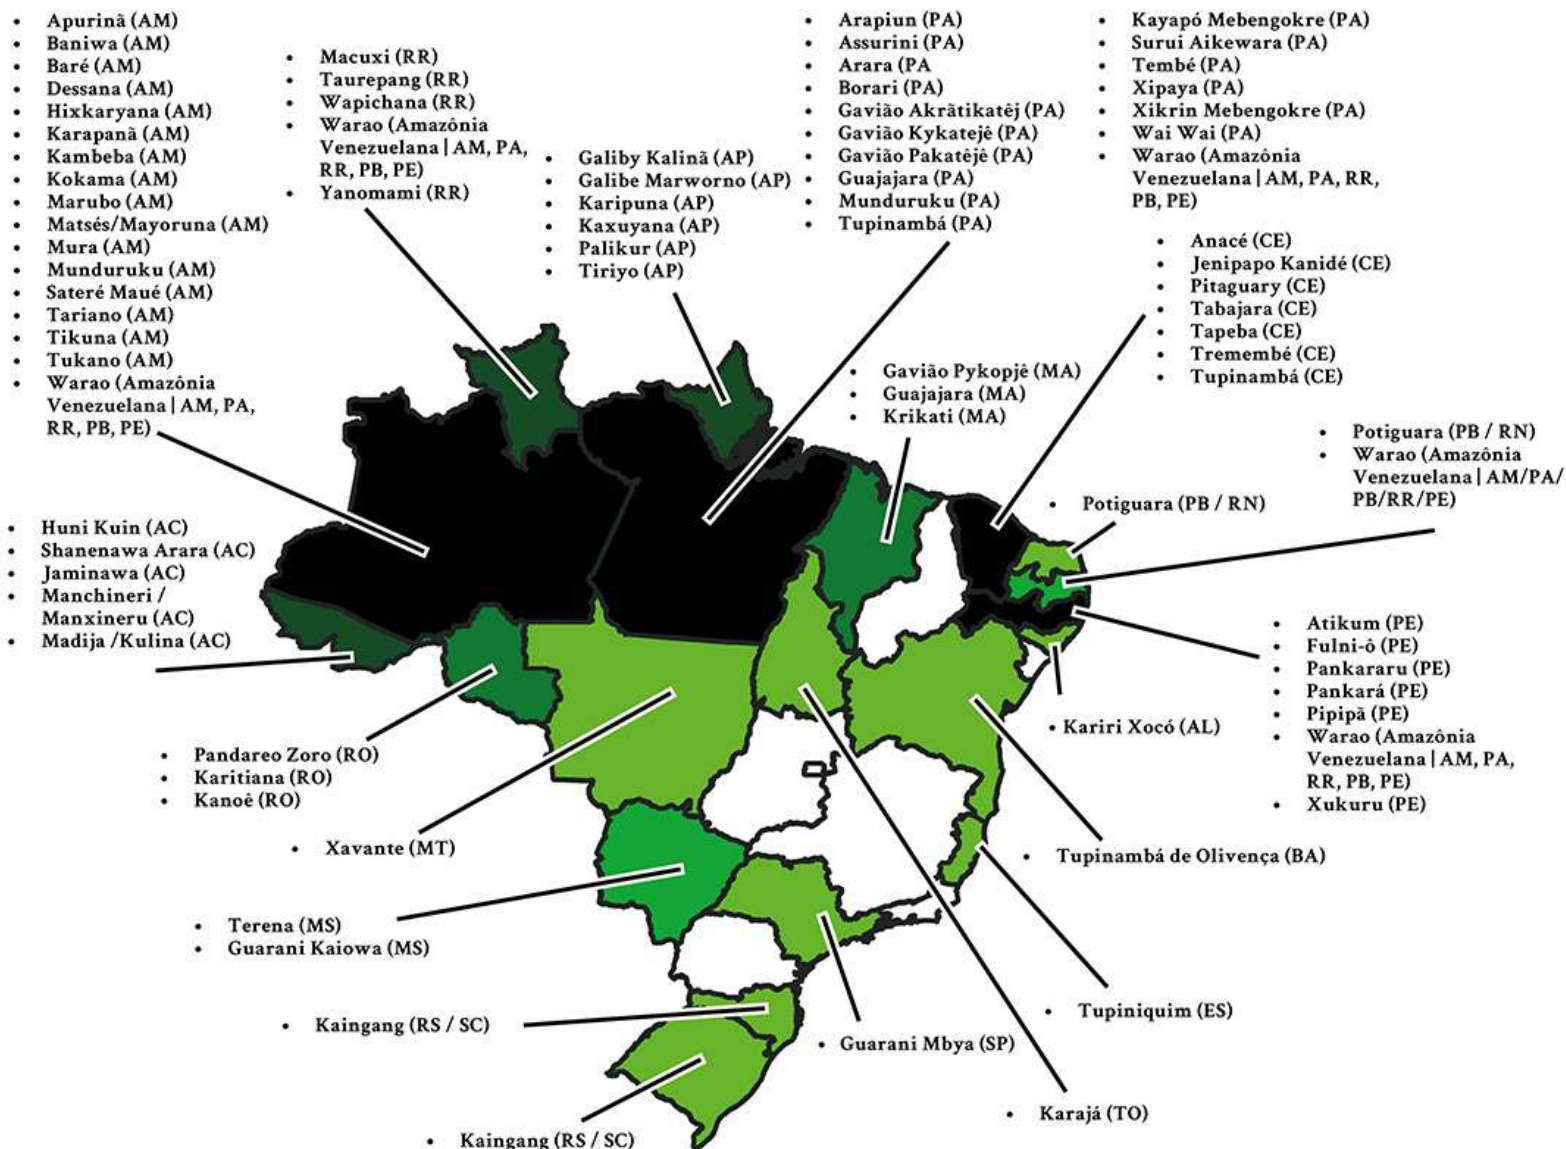 • Apurinã (AM)
• Baniwa (AM)
• Baré (AM)
• Dessana (AM)
• Hixkaryana (AM)
• Karapanã (AM)
• Kambeba (AM)
• Kokama (AM)
• Marubo (AM)
• Matsés/Mayoruna (AM)
• Mura (AM)
• Munduruku (AM)
• Sateré Maué (AM)
• Tariano (AM)
• Tikuna (AM)
• Tukano (AM)
• Warao (Amazônia
Venezuelana | AM, PA,
RR, PB, PE)
• Macuxi (RR)
• Taurepang (RR)
• Wapichana (RR)
• Warao (Amazônia
Venezuelana | AM, PA,
RR, PB, PE)
• Yanomami (RR)
• Galiby Kalinã (AP)
• Galibe Marworno (AP)
• Karipuna (AP)
• Kaxuyana (AP)
• Palikur (AP)
• Tiriyo (AP)
• Arapiun (PA)
• Assurini (PA)
• Arara (PA
• Borari (PA)
• Gavião Akrãtikatêj (PA)
• Gavião Kykatejê (PA)
• Gavião Pakatêjê (PA)
• Guajajara (PA)
• Munduruku (PA)
• Tupinambá (PA)
• Kayapó Mebengokre (PA)
• Surui Aikewara (PA)
• Tembé (PA)
• Xipaya (PA)
• Xikrin Mebengokre (PA)
• Wai Wai (PA)
• Warao (Amazônia
Venezuelana | AM, PA, RR,
PB, PE)
• Anacé (CE)
• Jenipapo Kanidé (CE)
• Pitaguary (CE)
• Tabajara (CE)
• Tapeba (CE)
• Tremembé (CE)
• Tupinambá (CE)
• Gavião Pykopjê (MA)
• Guajajara (MA)
• Krikati (MA)
• Potiguara (PB / RN)
• Warao (Amazônia
Venezuelana | AM/PA/
PB/RR/PE)
• Potiguara (PB / RN)
• Huni Kuin (AC)
• Shanenawa Arara (AC)
• Jaminawa (AC)
• Manchineri /
Manxineru (AC)
• Madija /Kulina (AC)
• Atikum (PE)
• Fulni-ô (PE)
• Pankararu (PE)
• Pankará (PE)
• Pipipã (PE)
• Warao (Amazônia
Venezuelana | AM, PA,
RR, PB, PE)
• Xukuru (PE)
• Kariri Xocó (AL)
• Pandareo Zoro (RO)
• Karitiana (RO)
• Kanoê (RO)
• Xavante (MT)
• Tupinambá de Olivença (BA)
• Terena (MS)
• Guarani Kaiowa (MS)
• Tupiniquim (ES)
• Kaingang (RS / SC)
• Guarani Mbya (SP)
• Karajá (TO)
• Kaingang (RS / SC)